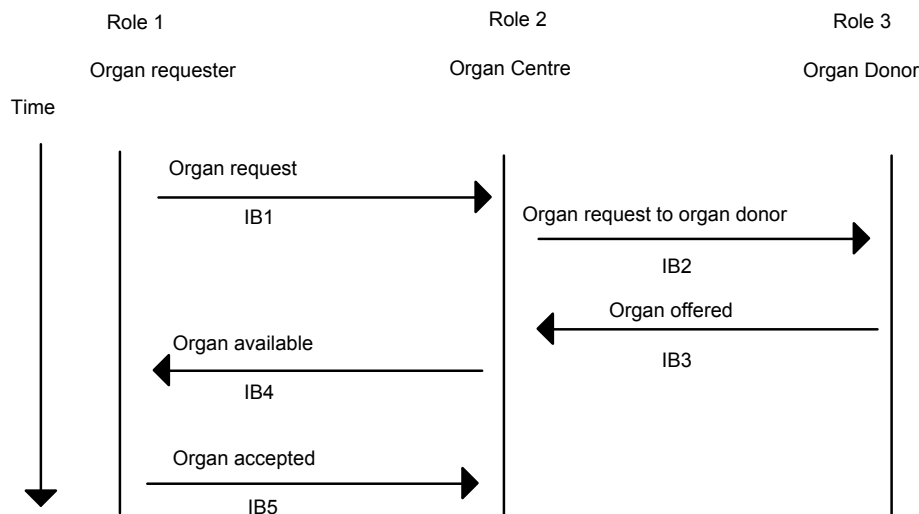 Role 1
Role 2
Role 3
Organ requester
Organ Centre
Organ Donor
Time
Organ request
IB1
Organ request to organ donor
IB2
Organ offered
IB3
Organ available
IB4
Organ accepted
IB5